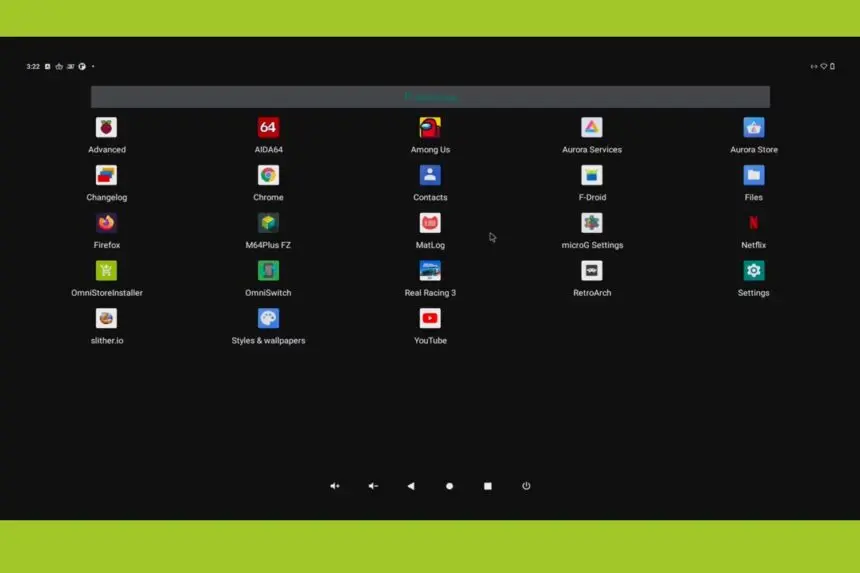 3:22
Advanced AIDA64 Among Us Aurora Services Aurora Store
Changelog Chrome Contacts F-Droid Files
Firefox M64Plus FZ MatLog microG Settings Netflix
OmniStoreInstaller OmniSwitch Real Racing 3 RetroArch Settings
slither.io Styles & wallpapers YouTube